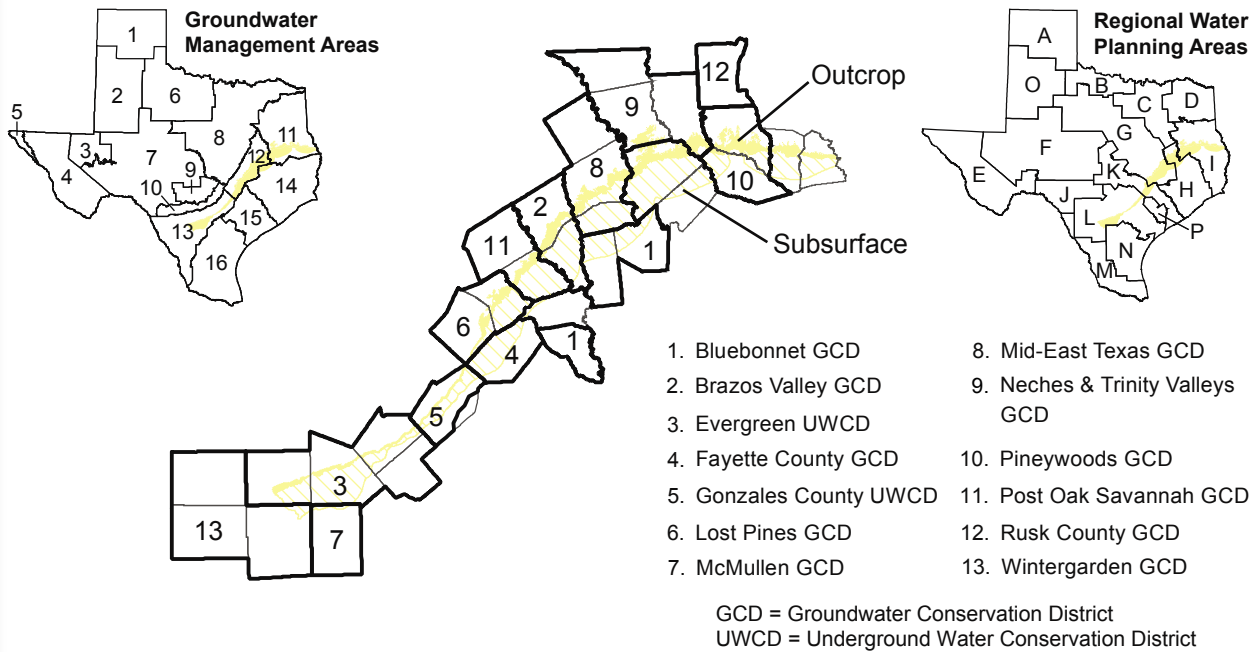 Groundwater
Management Areas
1
2
6
5
3
8
11
7
12
4
9
10
14
15
13
16
12
Outcrop
9
8
10
2
Subsurface
11
1
6
4
1
5
3
13
7
Regional Water
Planning Areas
A
O
B
C
D
G
F
I
E
K
H
J
L
P
N
M
1. Bluebonnet GCD
2. Brazos Valley GCD
3. Evergreen UWCD
4. Fayette County GCD
5. Gonzales County UWCD
6. Lost Pines GCD
7. McMullen GCD
8. Mid-East Texas GCD
9. Neches & Trinity Valleys
GCD
10. Pineywoods GCD
11. Post Oak Savannah GCD
12. Rusk County GCD
13. Wintergarden GCD
GCD = Groundwater Conservation District
UWCD = Underground Water Conservation District